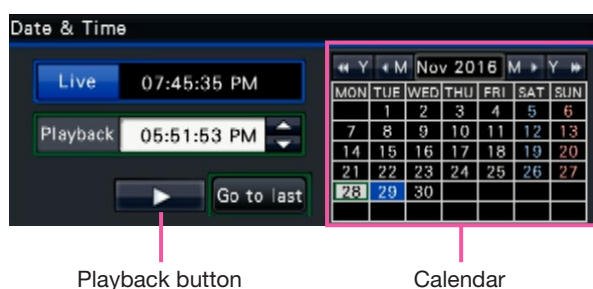 Date & Time
Live 07:45:35 PM
Playback 05:51:53 PM
Go to last
Y M Nov 2016 M Y
MON TUE WED THU FRI SAT SUN
1 2 3 4 5 6
7 8 9 10 11 12 13
14 15 16 17 18 19 20
21 22 23 24 25 26 27
28 29 30
Playback button
Calendar